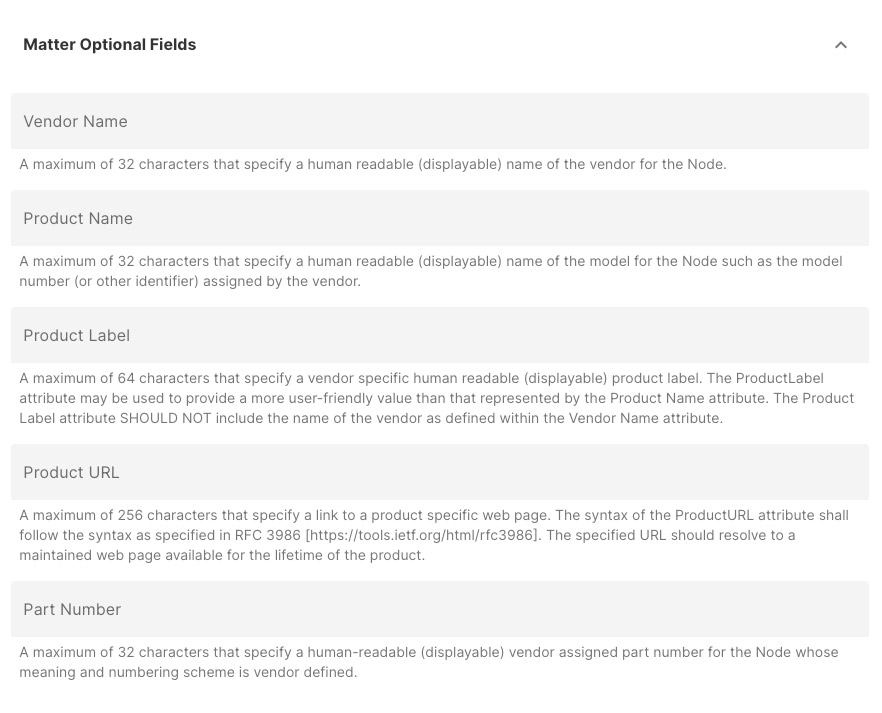 Matter Optional Fields
Vendor Name
A maximum of 32 characters that specify a human readable (displayable) name of the vendor for the Node.
Product Name
A maximum of 32 characters that specify a human readable (displayable) name of the model for the Node such as the model
number (or other identifier) assigned by the vendor.
Product Label
A maximum of 64 characters that specify a vendor specific human readable (displayable) product label. The ProductLabel
attribute may be used to provide a more user-friendly value than that represented by the Product Name attribute. The Product
Label attribute SHOULD NOT include the name of the vendor as defined within the Vendor Name attribute.
Product URL
A maximum of 256 characters that specify a link to a product specific web page. The syntax of the ProductURL attribute shall
follow the syntax as specified in RFC 3986 [https://tools.ietf.org/html/rfc3986]. The specified URL should resolve to a
maintained web page available for the lifetime of the product.
Part Number
A maximum of 32 characters that specify a human-readable (displayable) vendor assigned part number for the Node whose
meaning and numbering scheme is vendor defined.